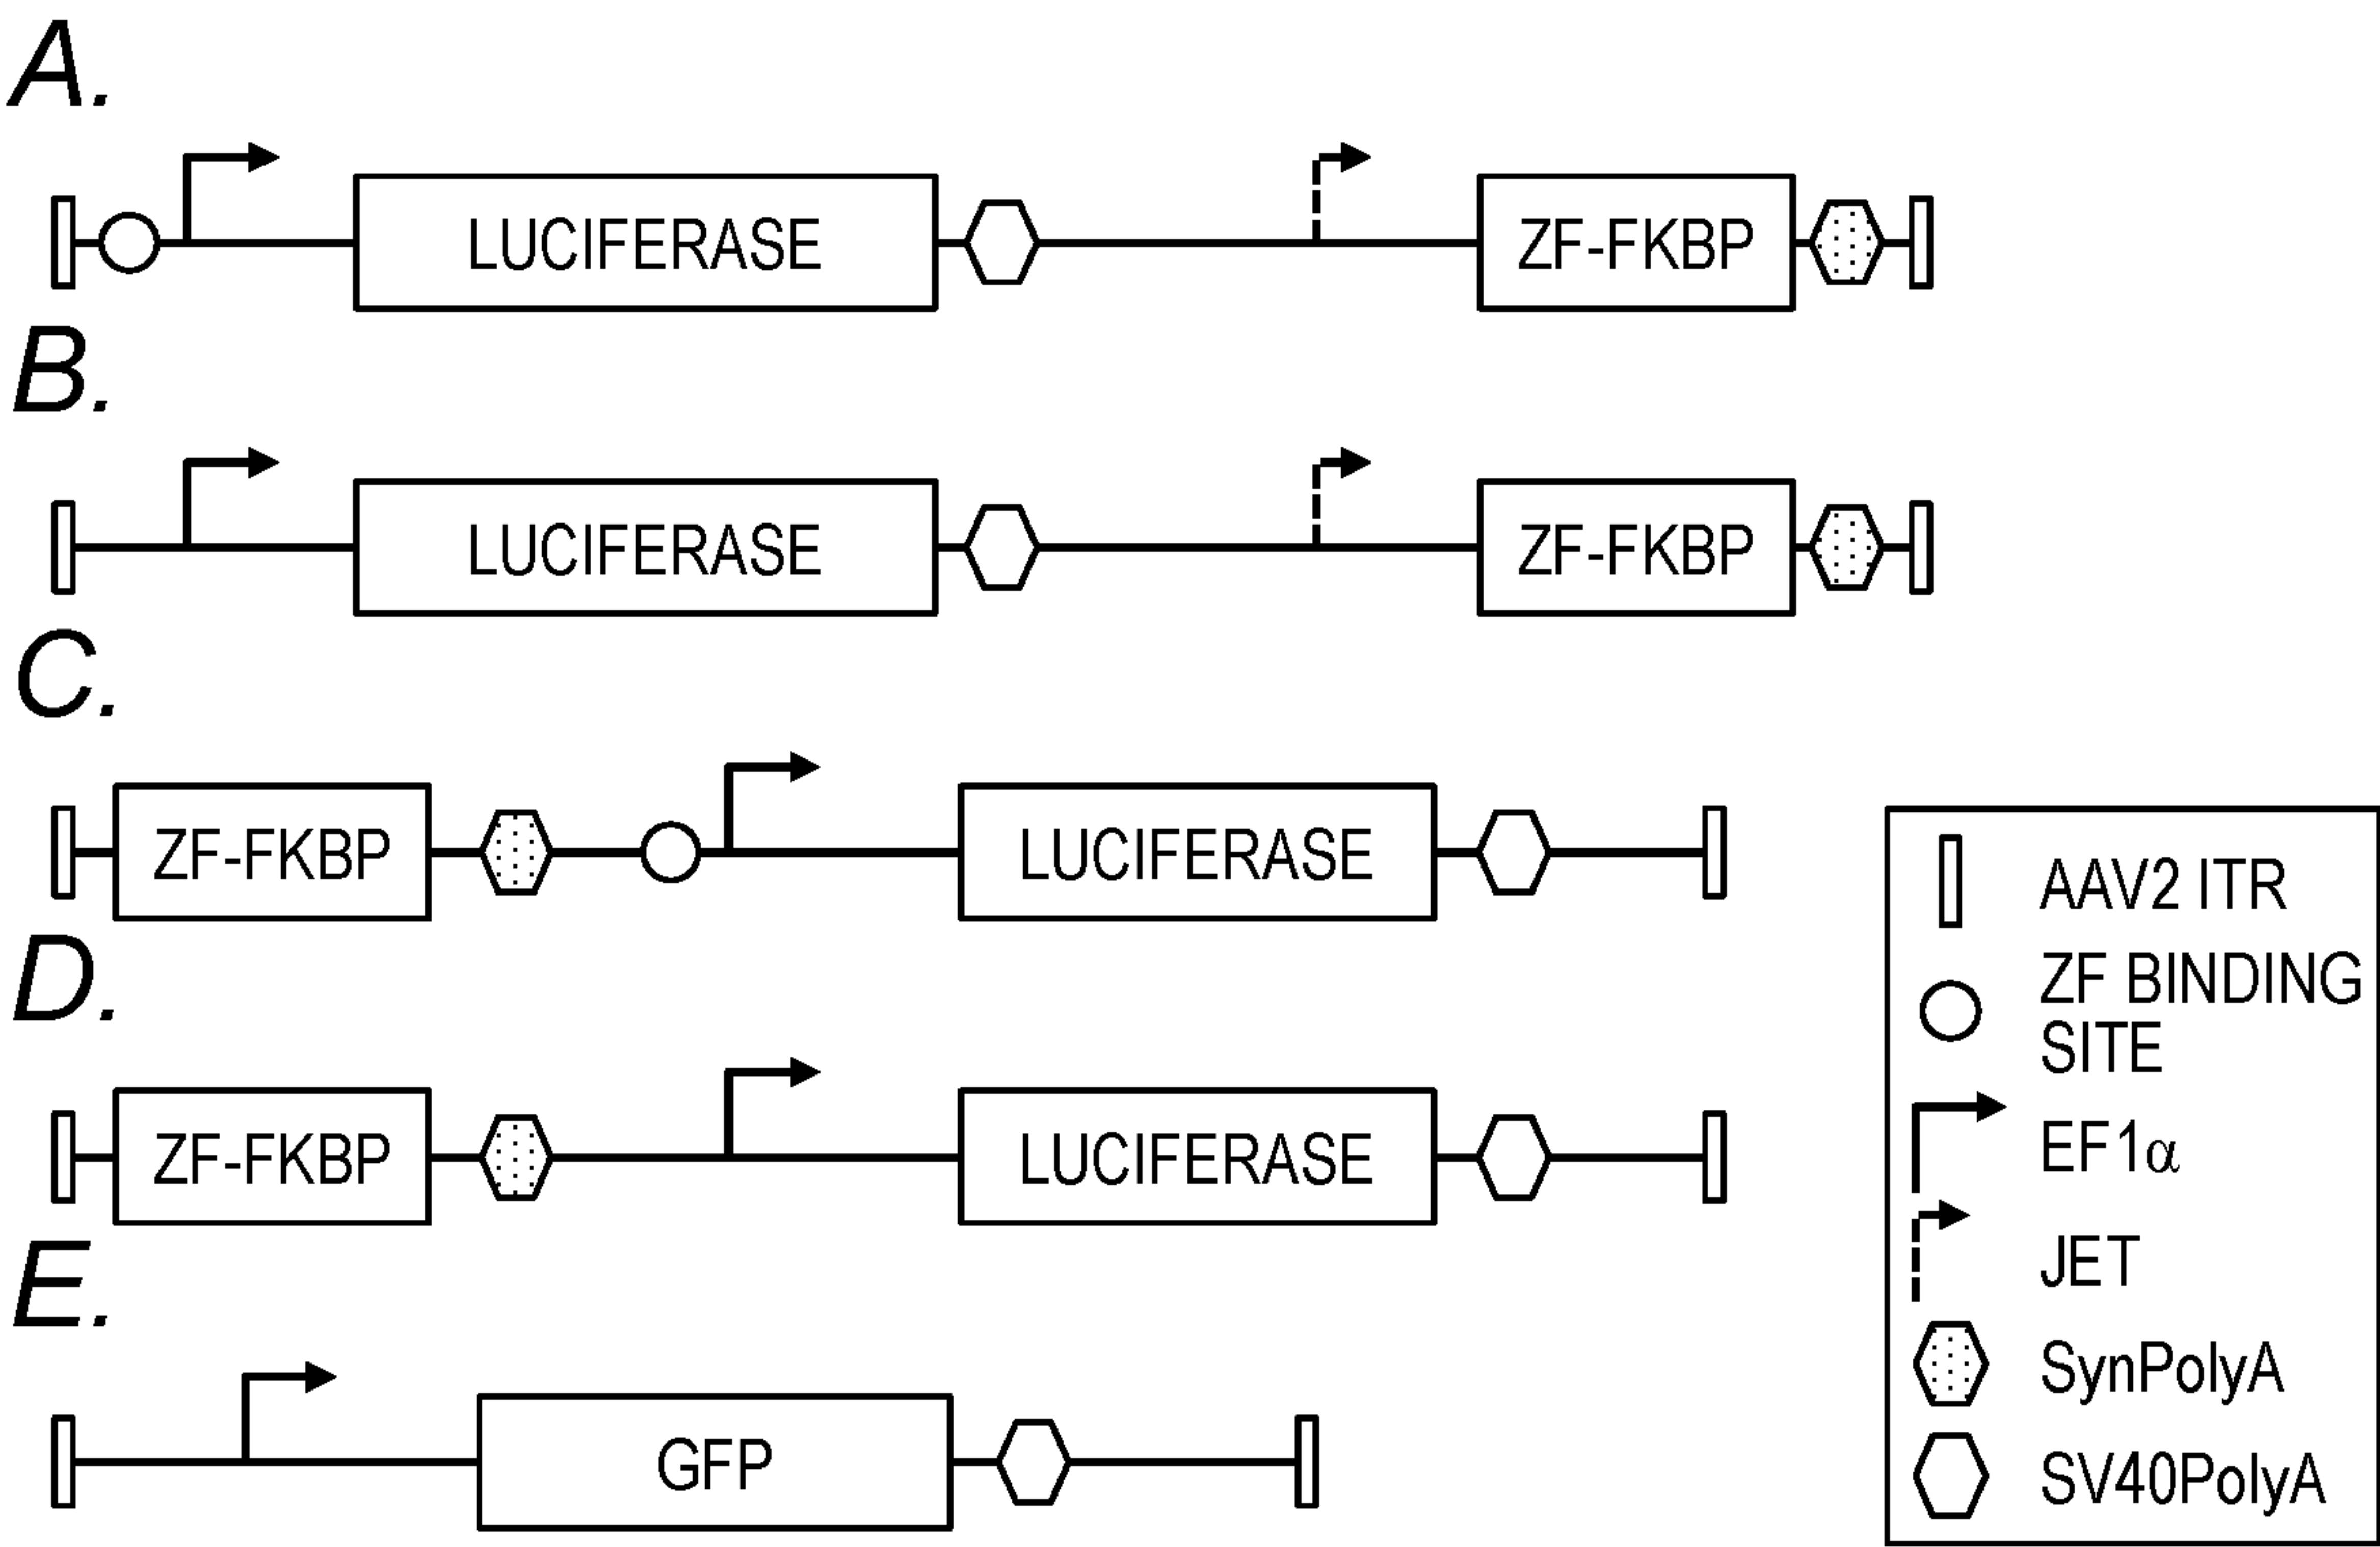 A.
LUCIFERASE
ZF-FKBP
B.
LUCIFERASE
ZF-FKBP
C.
ZF-FKBP
LUCIFERASE
D.
ZF-FKBP
LUCIFERASE
E.
GFP
AAV2 ITR
ZF BINDING
SITE
EF1α
JET
SynPolyA
SV40PolyA